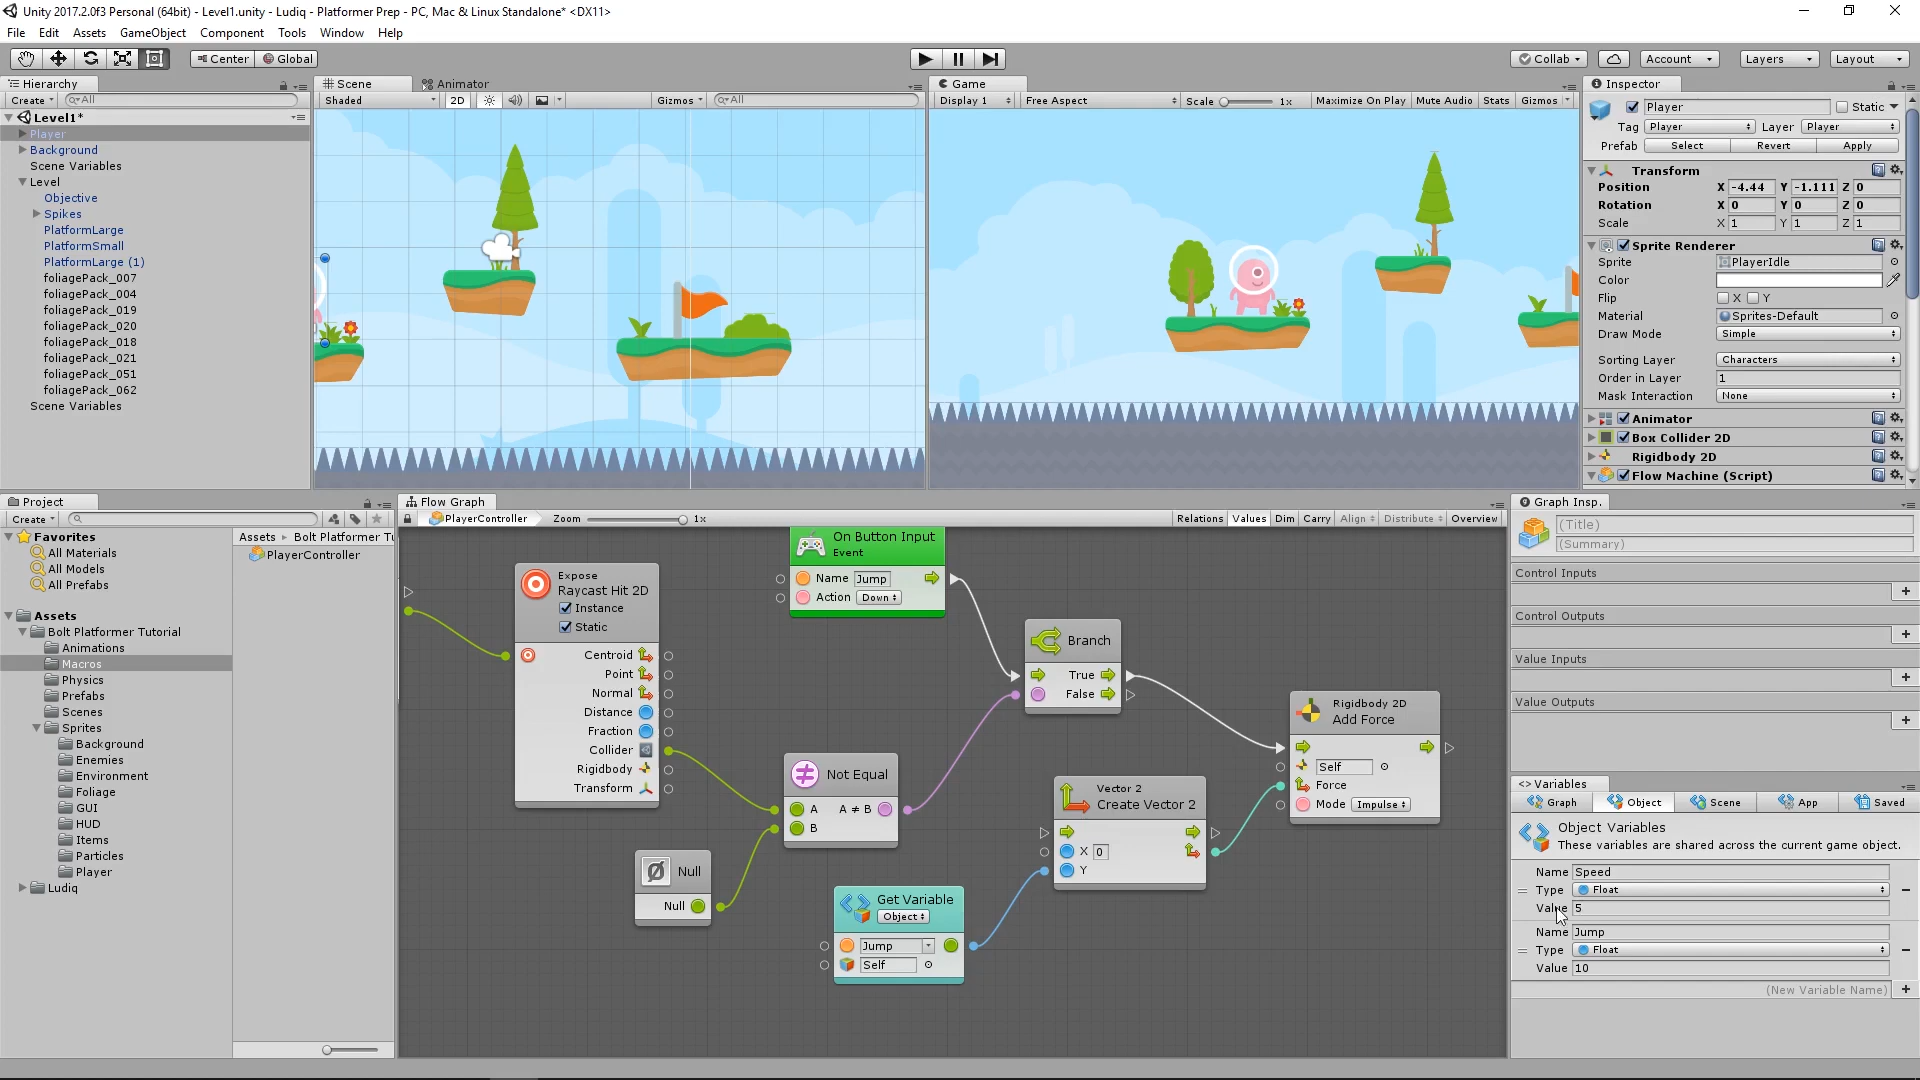 Unity 2017.2.0f3 Personal (64bit) - Level1.unity - Ludiq - Platformer Prep - PC, Mac & Linux Standalone* <DX11>
File Edit Assets GameObject Component Tools Window Help
Center Global
Collab Account Layers Layout
Hierarchy
Create All
Level1*
Player
Background
Scene Variables
Level
Objective
Spikes
PlatformLarge
PlatformSmall
PlatformLarge (1)
foliagePack_007
foliagePack_004
foliagePack_019
foliagePack_020
foliagePack_018
foliagePack_021
foliagePack_051
foliagePack_062
Scene Variables
Scene Animator
Shaded 2D Gizmos All
Game
Display 1 Free Aspect Scale 1x Maximize On Play Mute Audio Stats Gizmos
Inspector
Player Static
Tag Player Layer Player
Prefab Select Revert Apply
Transform
Position X -4.44 Y -1.111 Z 0
Rotation X 0 Y 0 Z 0
Scale X 1 Y 1 Z 1
Sprite Renderer
Sprite PlayerIdle
Color
Flip X Y
Material Sprites-Default
Draw Mode Simple
Sorting Layer Characters
Order in Layer 1
Mask Interaction None
Animator
Box Collider 2D
Rigidbody 2D
Flow Machine (Script)
Project
Create
Favorites
All Materials
All Models
All Prefabs
Assets
Bolt Platformer Tutorial
Animations
Macros
Physics
Prefabs
Scenes
Sprites
Background
Enemies
Environment
Foliage
GUI
HUD
Items
Particles
Player
Ludiq
Assets Bolt Platformer Tu
PlayerController
Flow Graph
PlayerController Zoom 1x Relations Values Dim Carry Align Distribute Overview
Expose
Raycast Hit 2D
Instance
Static
Centroid
Point
Normal
Distance
Fraction
Collider
Rigidbody
Transform
On Button Input
Event
Name Jump
Action Down
Branch
True
False
Not Equal
A A ≠ B
B
Null
Null
Get Variable
Object
Jump
Self
Vector 2
Create Vector 2
X 0
Y
Rigidbody 2D
Add Force
Self
Force
Mode Impulse
Graph Insp.
(Title)
(Summary)
Control Inputs
Control Outputs
Value Inputs
Value Outputs
<> Variables
Graph Object Scene App Saved
Object Variables
These variables are shared across the current game object.
Name Speed
Type Float
Value 5
Name Jump
Type Float
Value 10
(New Variable Name)